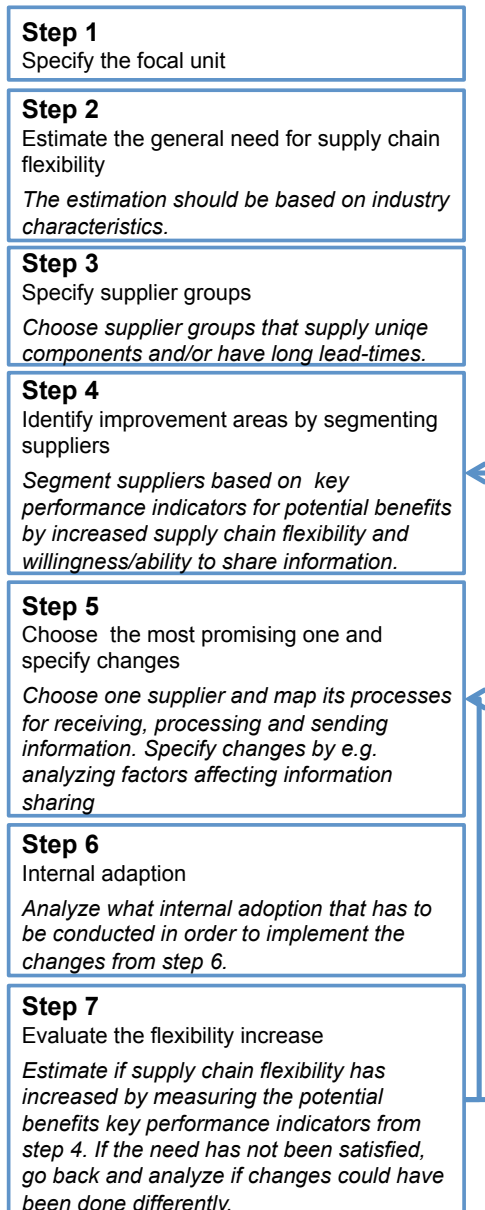 Step 1
Specify the focal unit
Step 2
Estimate the general need for supply chain
flexibility
The estimation should be based on industry
characteristics.
Step 3
Specify supplier groups
Choose supplier groups that supply uniqe
components and/or have long lead-times.
Step 4
Identify improvement areas by segmenting
suppliers
Segment suppliers based on  key
performance indicators for potential benefits
by increased supply chain flexibility and
willingness/ability to share information.
Step 5
Choose  the most promising one and
specify changes
Choose one supplier and map its processes
for receiving, processing and sending
information. Specify changes by e.g.
analyzing factors affecting information
sharing
Step 6
Internal adaption
Analyze what internal adoption that has to
be conducted in order to implement the
changes from step 6.
Step 7
Evaluate the flexibility increase
Estimate if supply chain flexibility has
increased by measuring the potential
benefits key performance indicators from
step 4. If the need has not been satisfied,
go back and analyze if changes could have
been done differently.